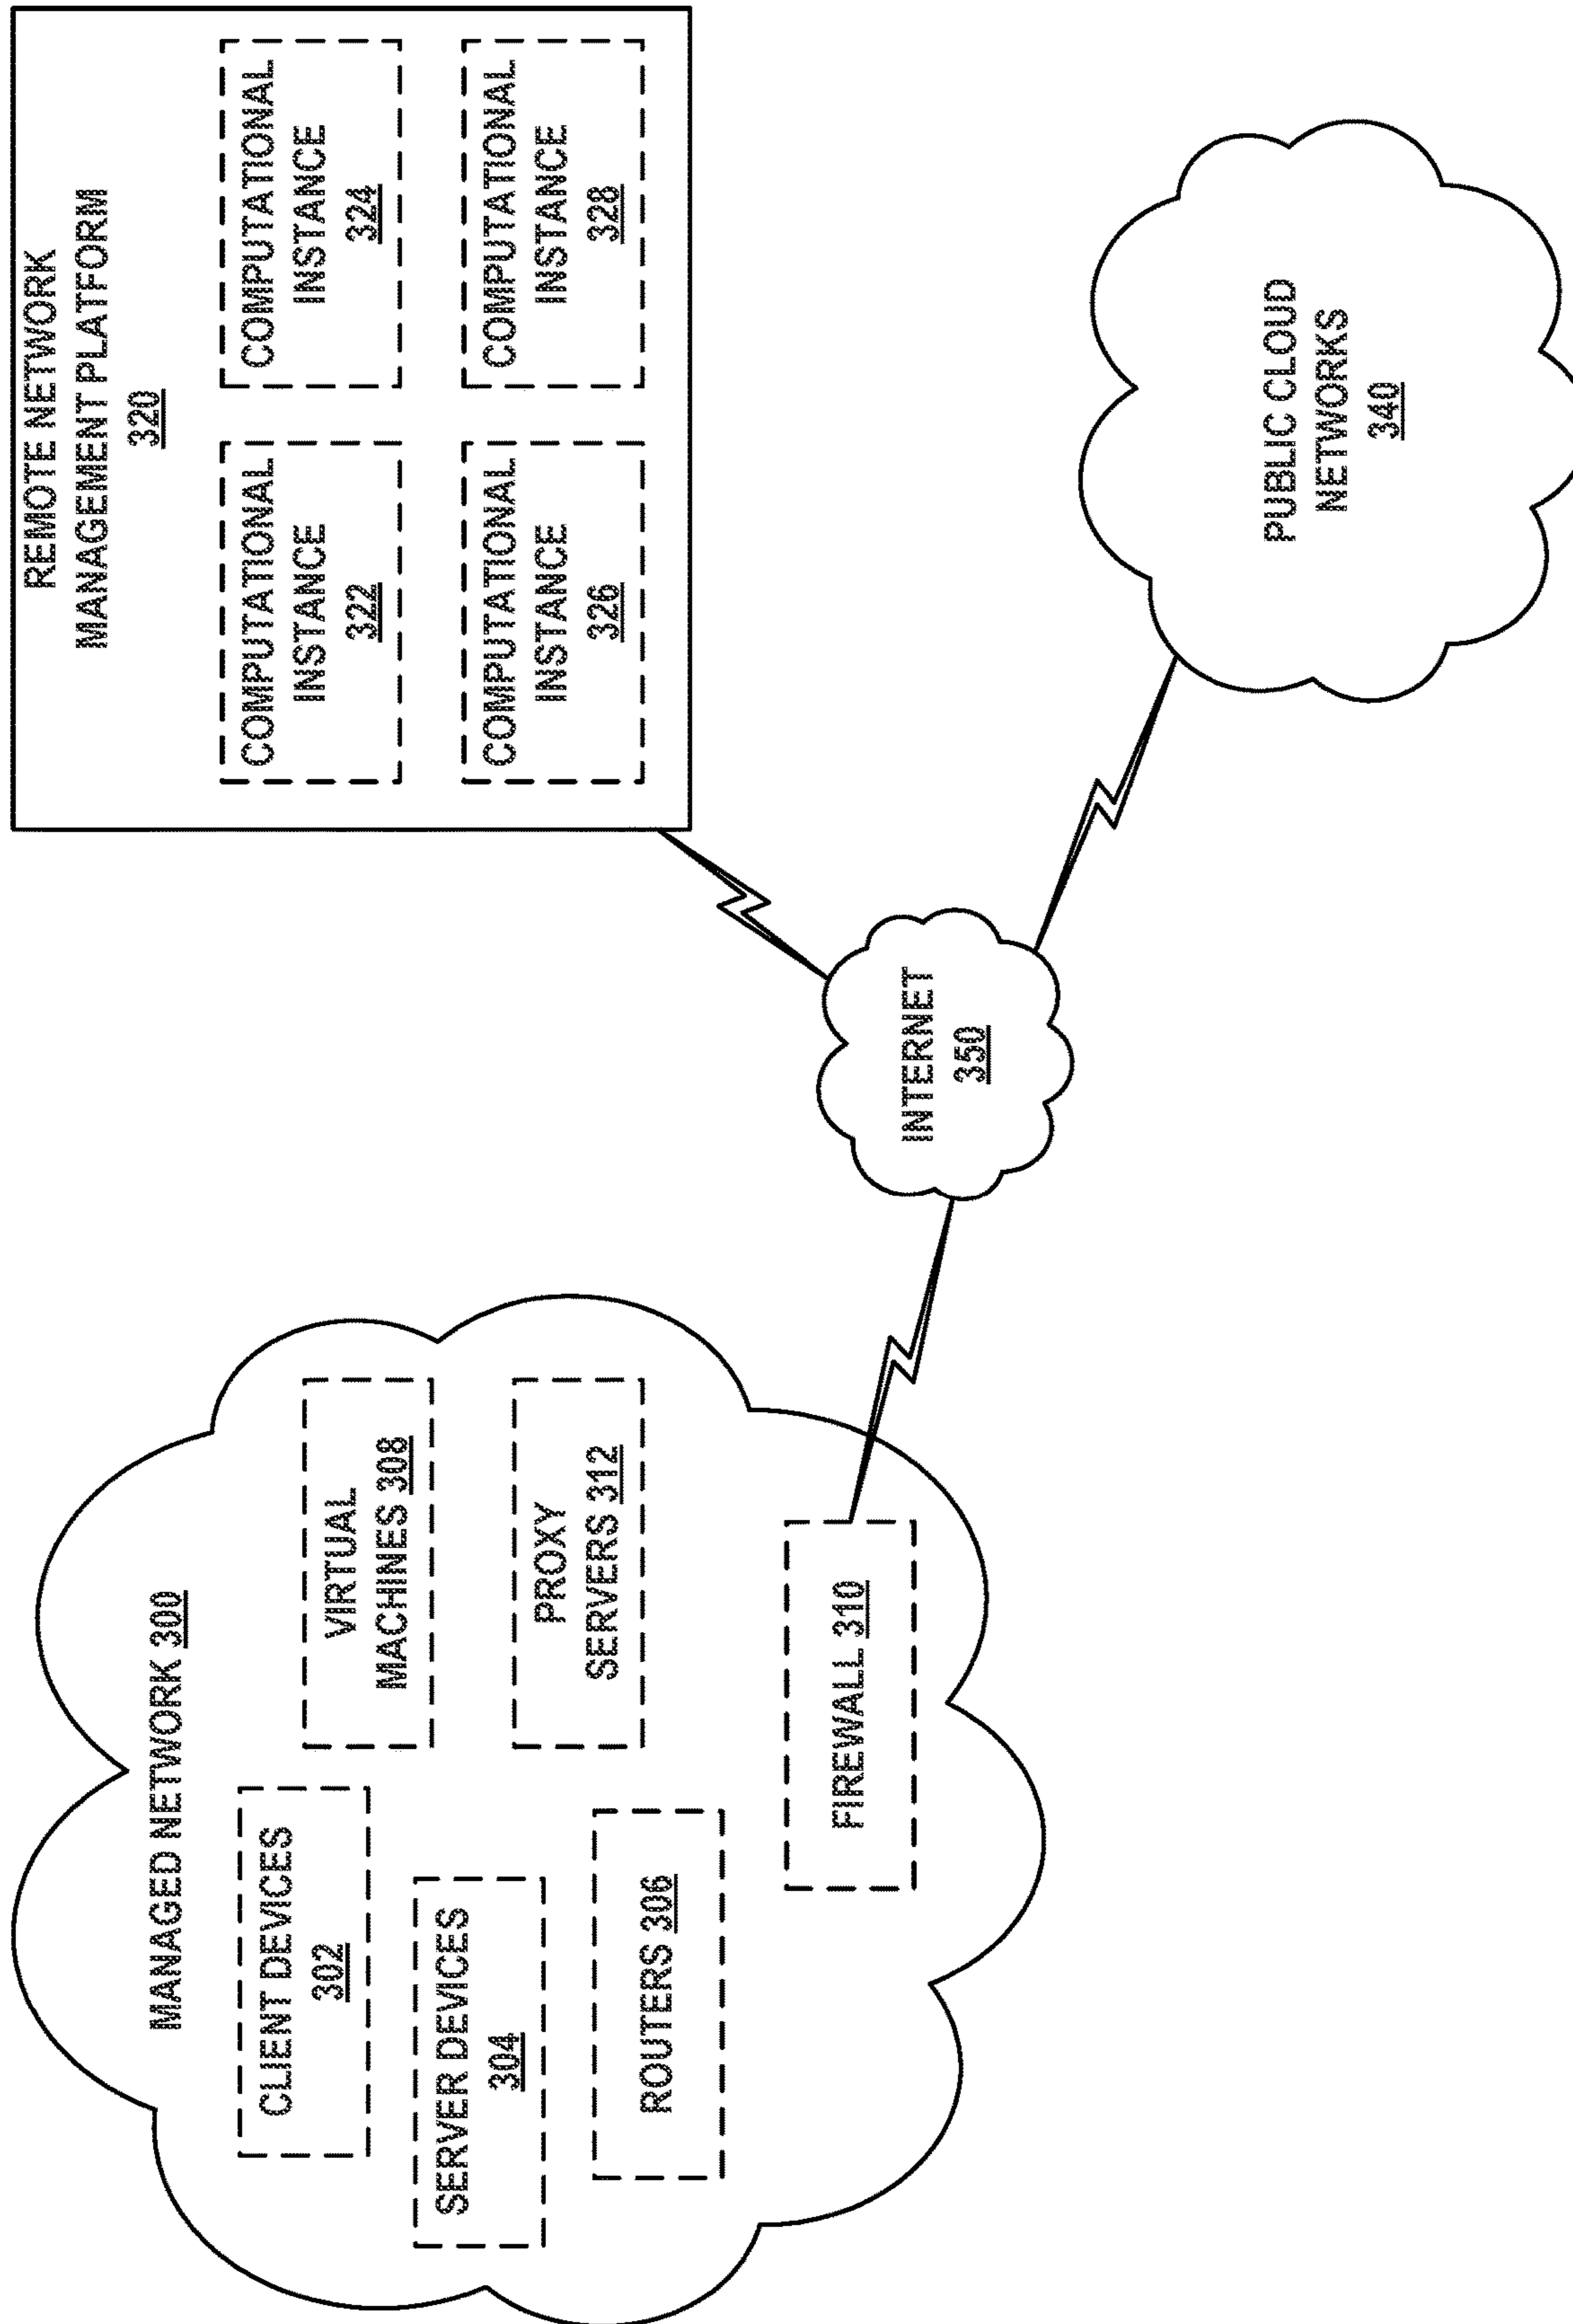 MANAGED NETWORK 300
CLIENT DEVICES
302
SERVER DEVICES
304
ROUTERS 306
VIRTUAL
MACHINES 308
PROXY
SERVERS 312
FIREWALL 310
INTERNET
350
REMOTE NETWORK
MANAGEMENT PLATFORM
320
COMPUTATIONAL
INSTANCE
322
COMPUTATIONAL
INSTANCE
324
COMPUTATIONAL
INSTANCE
326
COMPUTATIONAL
INSTANCE
328
PUBLIC CLOUD
NETWORKS
340